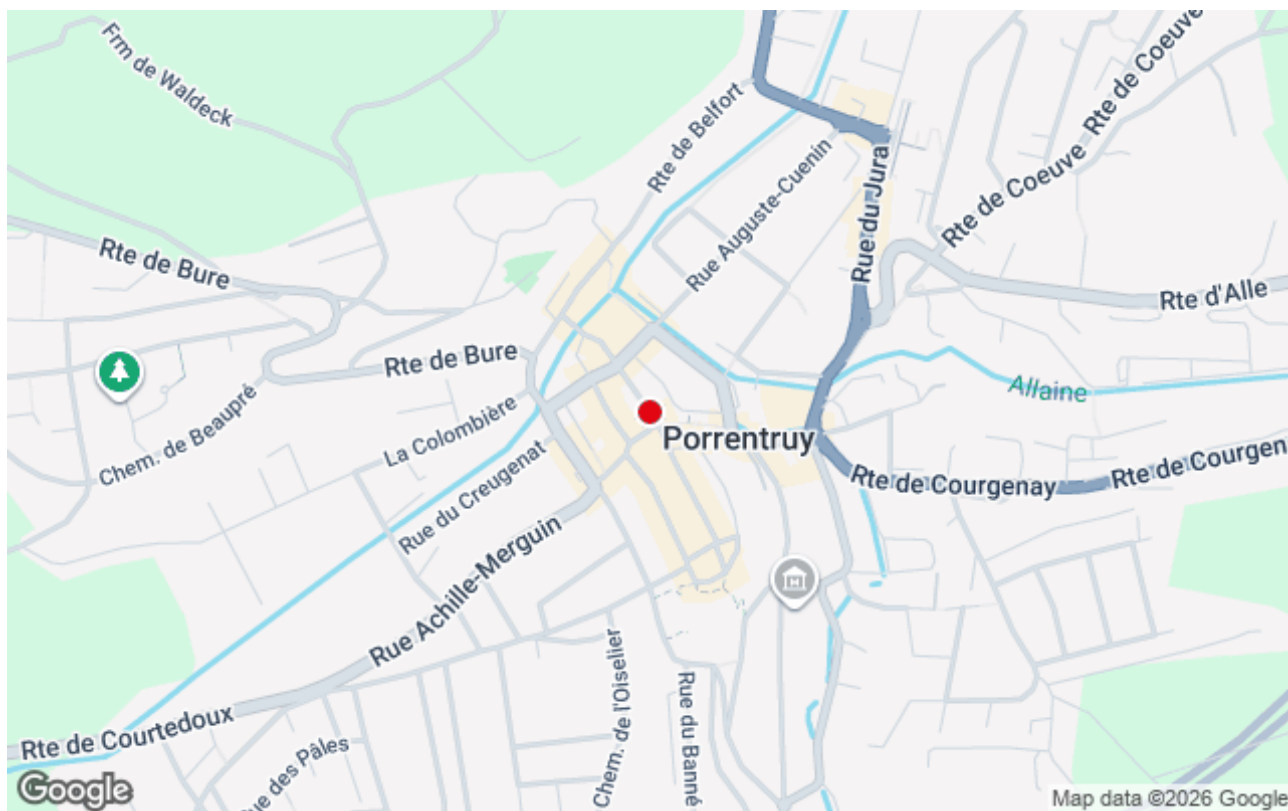 Frm de Waldeck
Rte de Belfort
Rte de Coeuve
Rte de Coeuve
Rue du Jura
Rue Auguste-Cuenin
Rte de Bure
Rte d'Alle
Rte de Bure
Allaine
Chem. de Beaupré
La Colombière
Porrentruy
Rue du Creugenat
Rte de Courgenay
Rte de Courgen
Rue Achille-Merguin
Chem. de l'Oiselier
Rue du Banné
Rte de Courtedoux
ue des Pâles
Google
Map data ©2026 Google